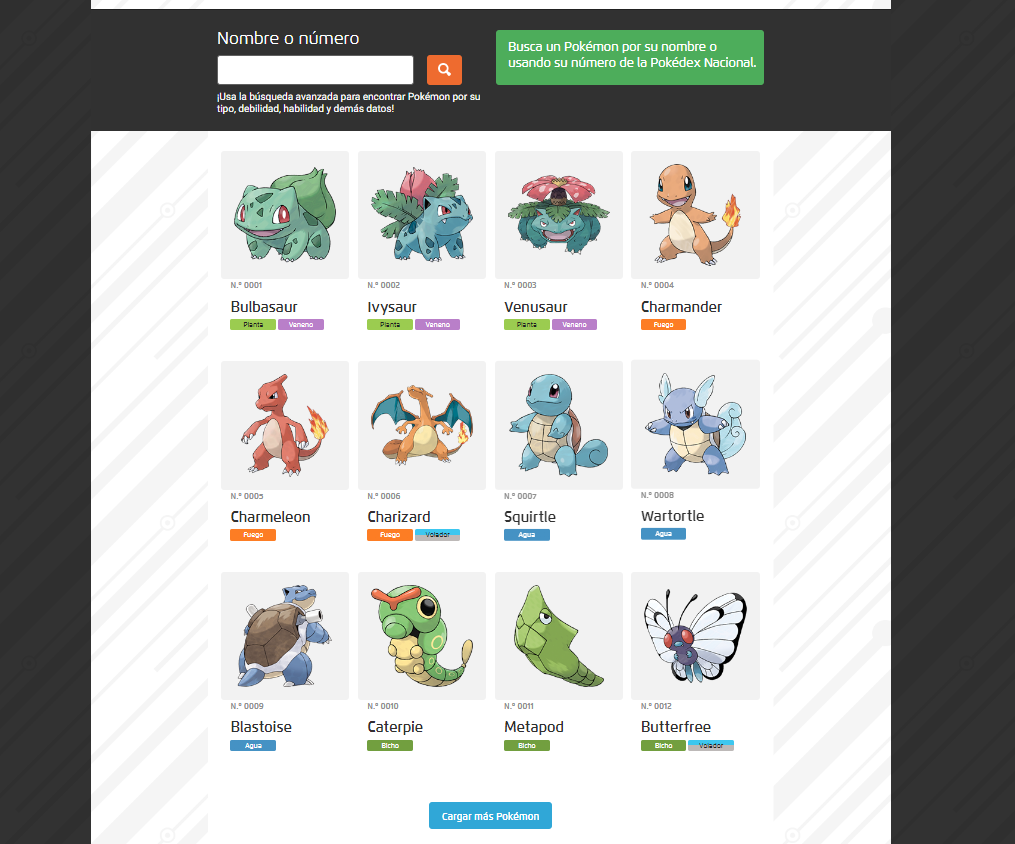 Nombre o número
Busca un Pokémon por su nombre o
usando su número de la Pokédex Nacional.
¡Usa la búsqueda avanzada para encontrar Pokémon por su
tipo, debilidad, habilidad y demás datos!
N.º 0001
N.º 0002
N.º 0003
N.º 0004
Bulbasaur
Ivysaur
Venusaur
Charmander
Planta Veneno
Planta Veneno
Planta Veneno
Fuego
N.º 0005
N.º 0006
N.º 0007
N.º 0008
Charmeleon
Charizard
Squirtle
Wartortle
Fuego
Fuego Volador
Agua
Agua
N.º 0009
N.º 0010
N.º 0011
N.º 0012
Blastoise
Caterpie
Metapod
Butterfree
Agua
Bicho
Bicho
Bicho Volador
Cargar más Pokémon